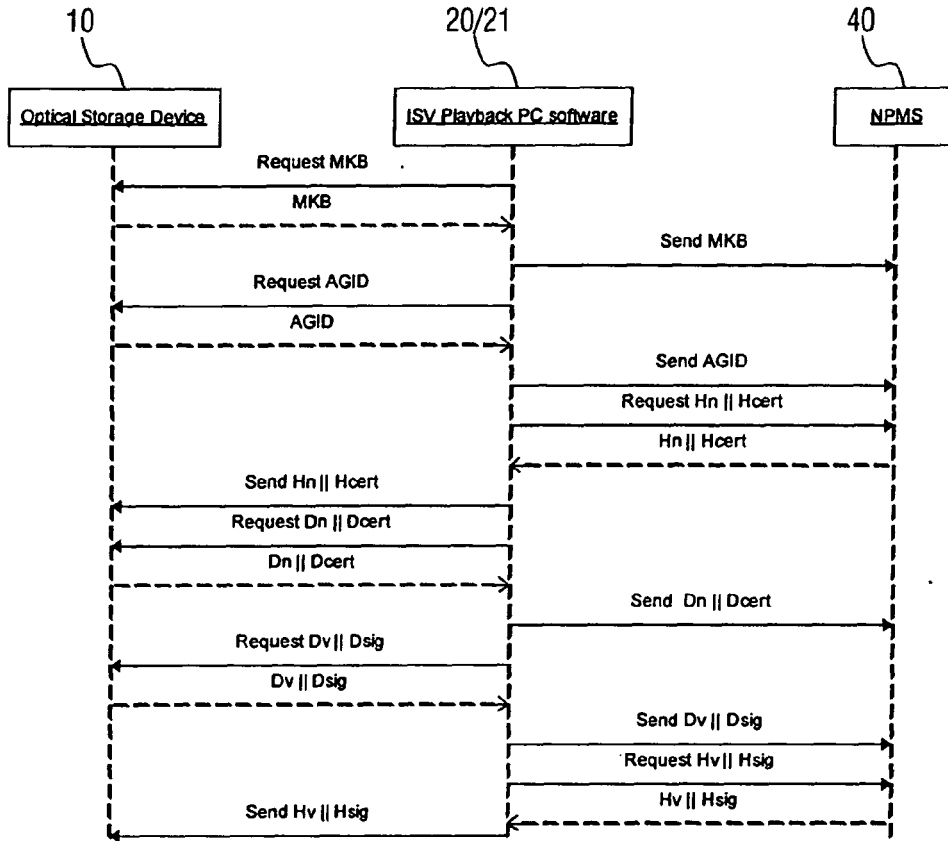 10
20/21
40
Optical Storage Device
ISV Playback PC software
NPMS
Request MKB
MKB
Send MKB
Request AGID
AGID
Send AGID
Request Hn || Hcert
Hn || Hcert
Send Hn || Hcert
Request Dn || Dcert
Dn || Dcert
Send Dn || Dcert
Request Dv || Dsig
Dv || Dsig
Send Dv || Dsig
Request Hv || Hsig
Hv || Hsig
Send Hv || Hsig